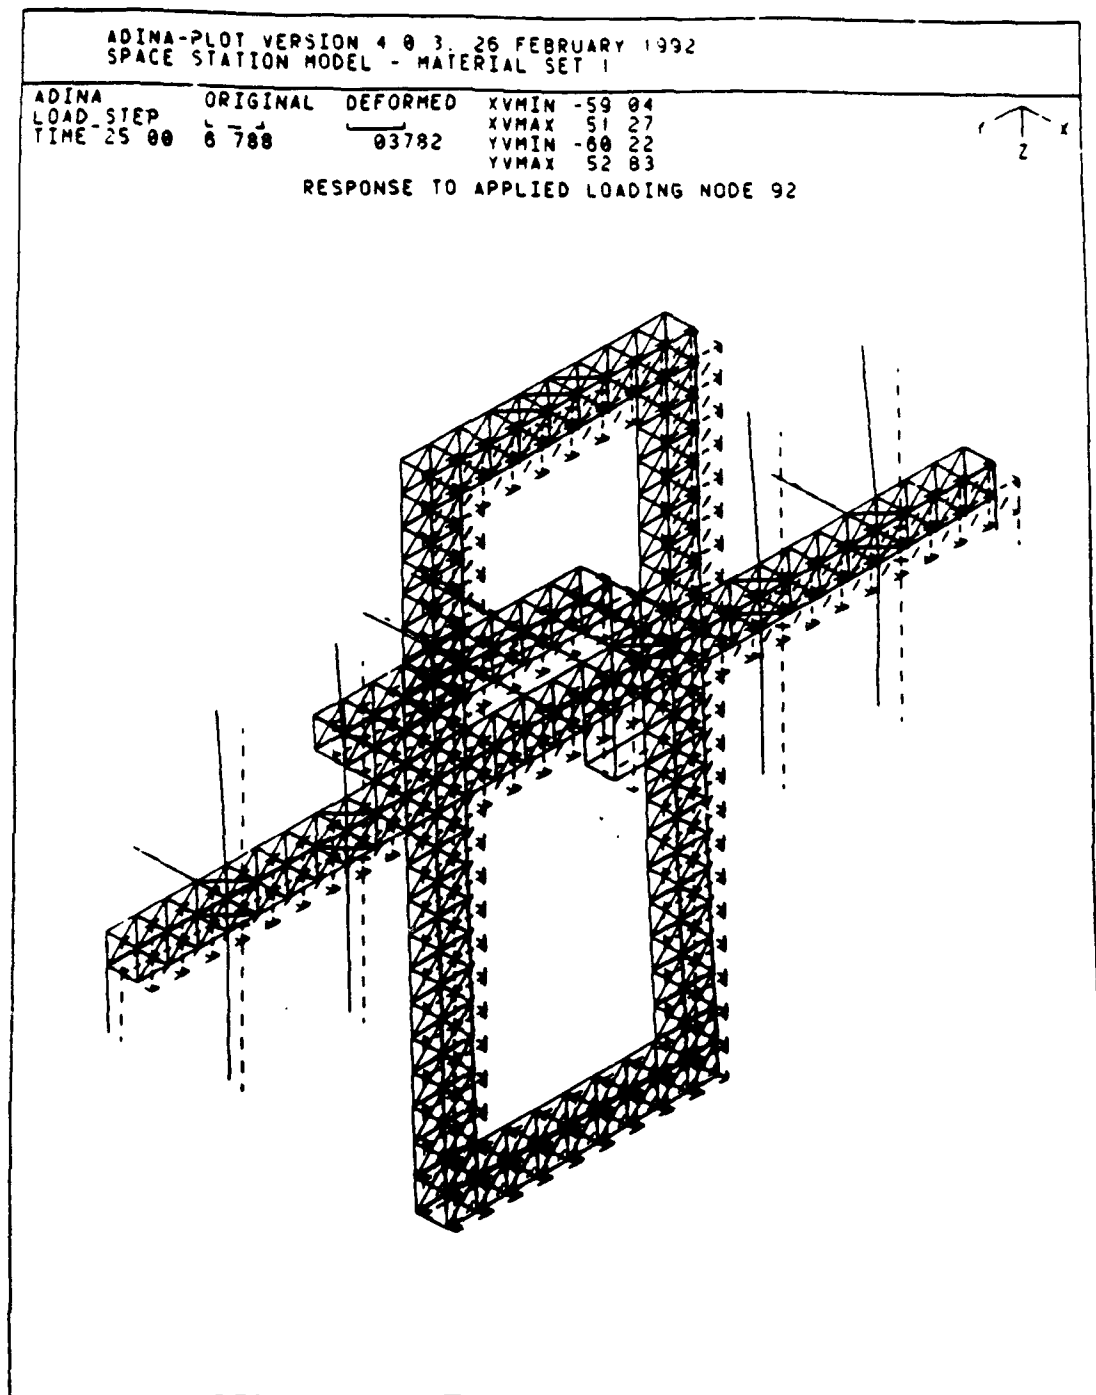 ADINA-PLOT VERSION 4 0 3, 26 FEBRUARY 1992
SPACE STATION MODEL - MATERIAL SET 1
ADINA ORIGINAL DEFORMED XVMIN -59 04
LOAD STEP XVMAX 51 27
TIME 25 00 6 788 03782 YVMIN -60 22
YVMAX 52 83
Y X
Z
RESPONSE TO APPLIED LOADING NODE 92